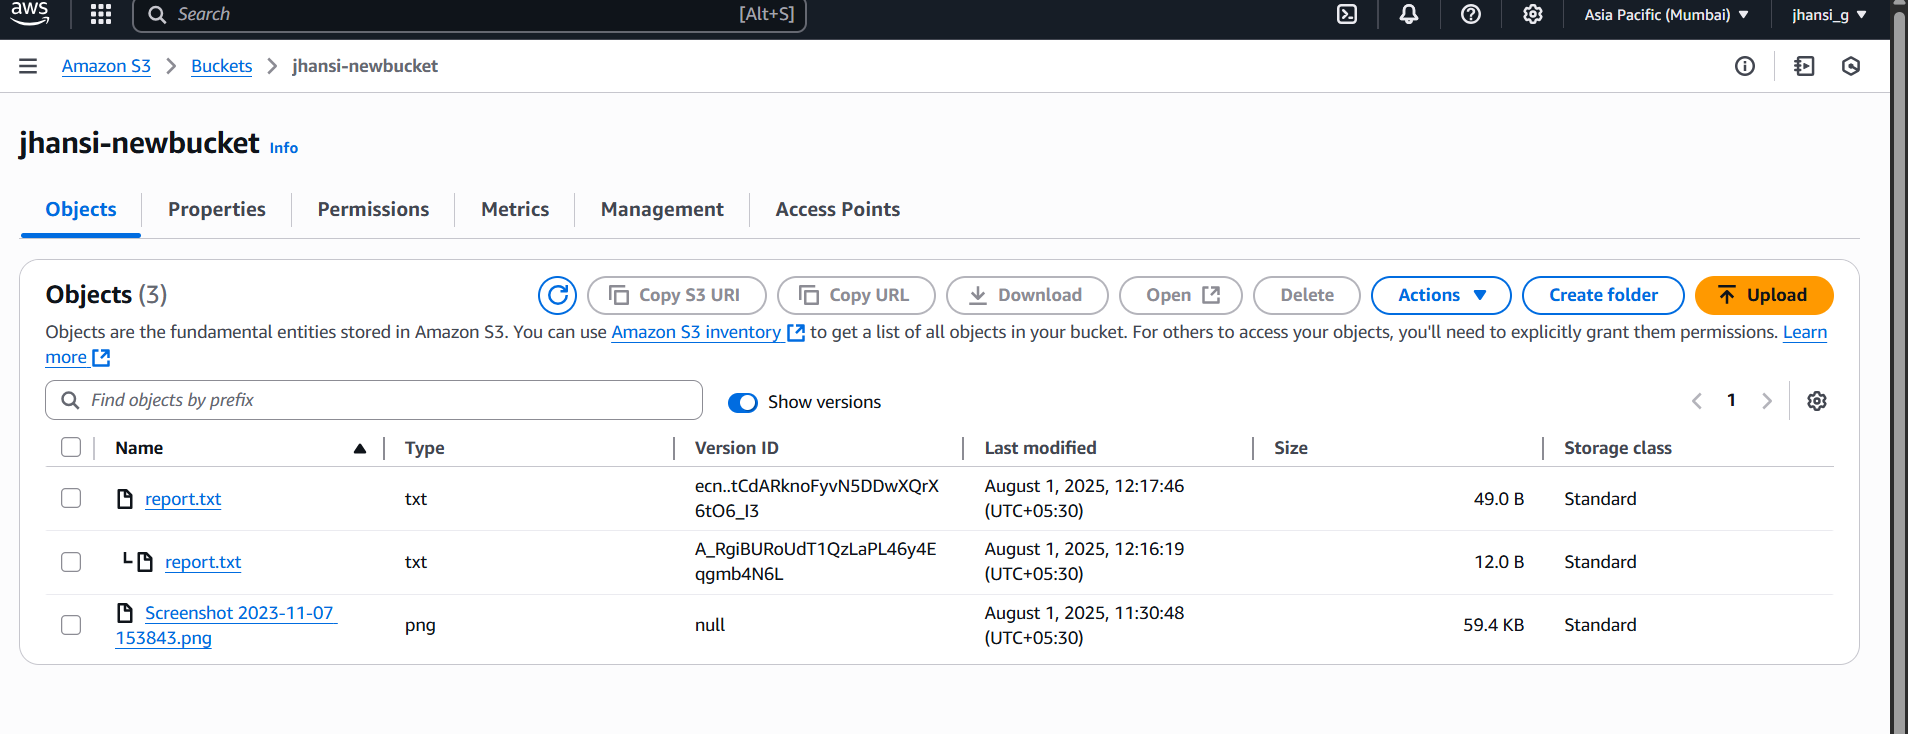 aws
Search [Alt+S] Asia Pacific (Mumbai) jhansi_g
Amazon S3 Buckets jhansi-newbucket
jhansi-newbucket Info
Objects Properties Permissions Metrics Management Access Points
Objects (3) Copy S3 URI Copy URL Download Open Delete Actions Create folder Upload
Objects are the fundamental entities stored in Amazon S3. You can use Amazon S3 inventory to get a list of all objects in your bucket. For others to access your objects, you'll need to explicitly grant them permissions. Learn
more
Find objects by prefix Show versions 1
Name Type Version ID Last modified Size Storage class
report.txt txt ecn..tCdARknoFyvN5DDwXQrX August 1, 2025, 12:17:46 49.0 B Standard
6tO6_I3 (UTC+05:30)
report.txt txt A_RgiBURoUdT1QzLaPL46y4E August 1, 2025, 12:16:19 12.0 B Standard
qgmb4N6L (UTC+05:30)
Screenshot 2023-11-07 png null August 1, 2025, 11:30:48 59.4 KB Standard
153843.png (UTC+05:30)